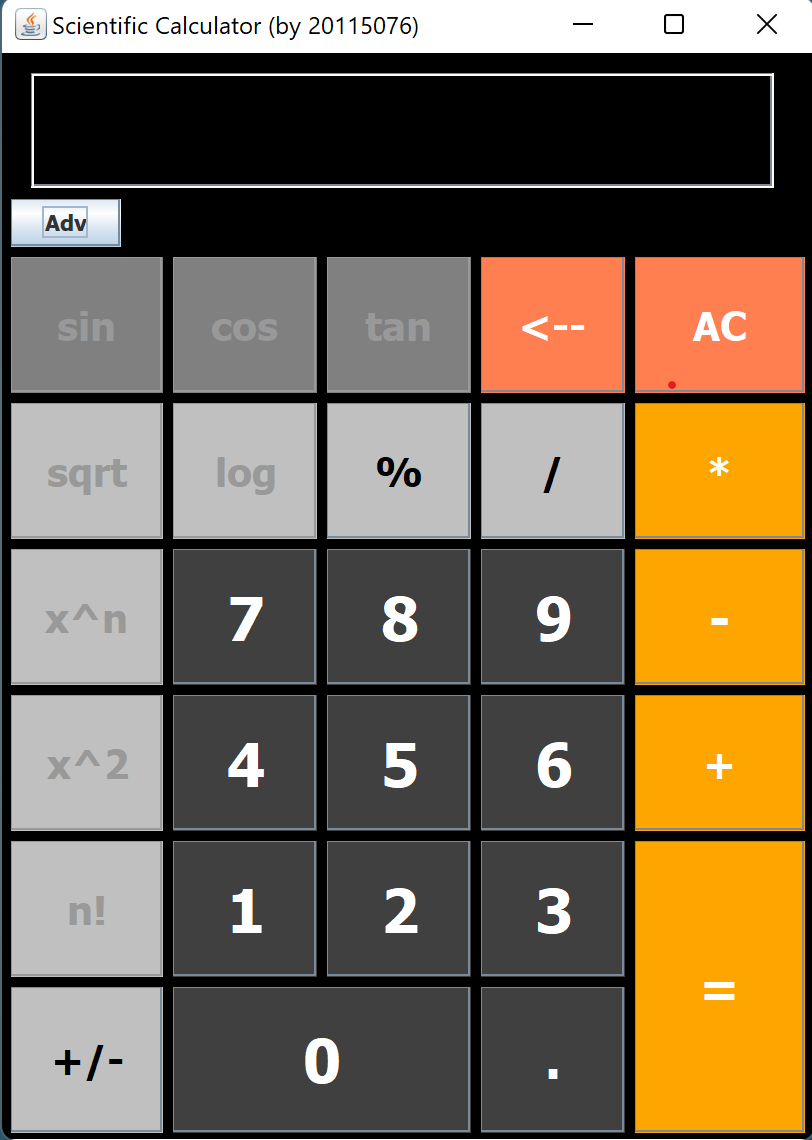 Scientific Calculator (by 20115076)
Adv
sin cos tan <-- AC
sqrt log % / *
x^n 7 8 9 -
x^2 4 5 6 +
n! 1 2 3
=
+/- 0 .